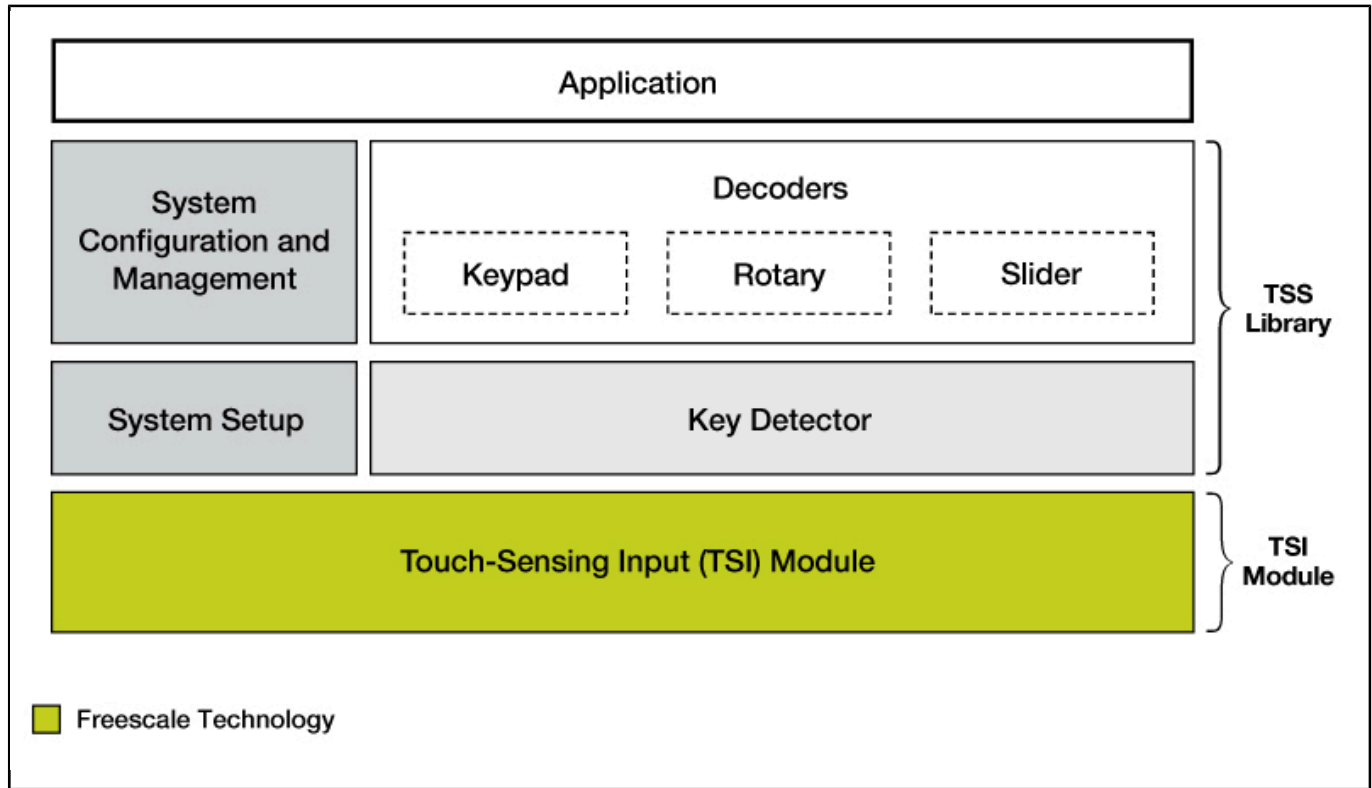 Application
System
Configuration and
Management
Decoders
Keypad
Rotary
Slider
TSS
Library
System Setup
Key Detector
Touch-Sensing Input (TSI) Module
TSI
Module
Freescale Technology